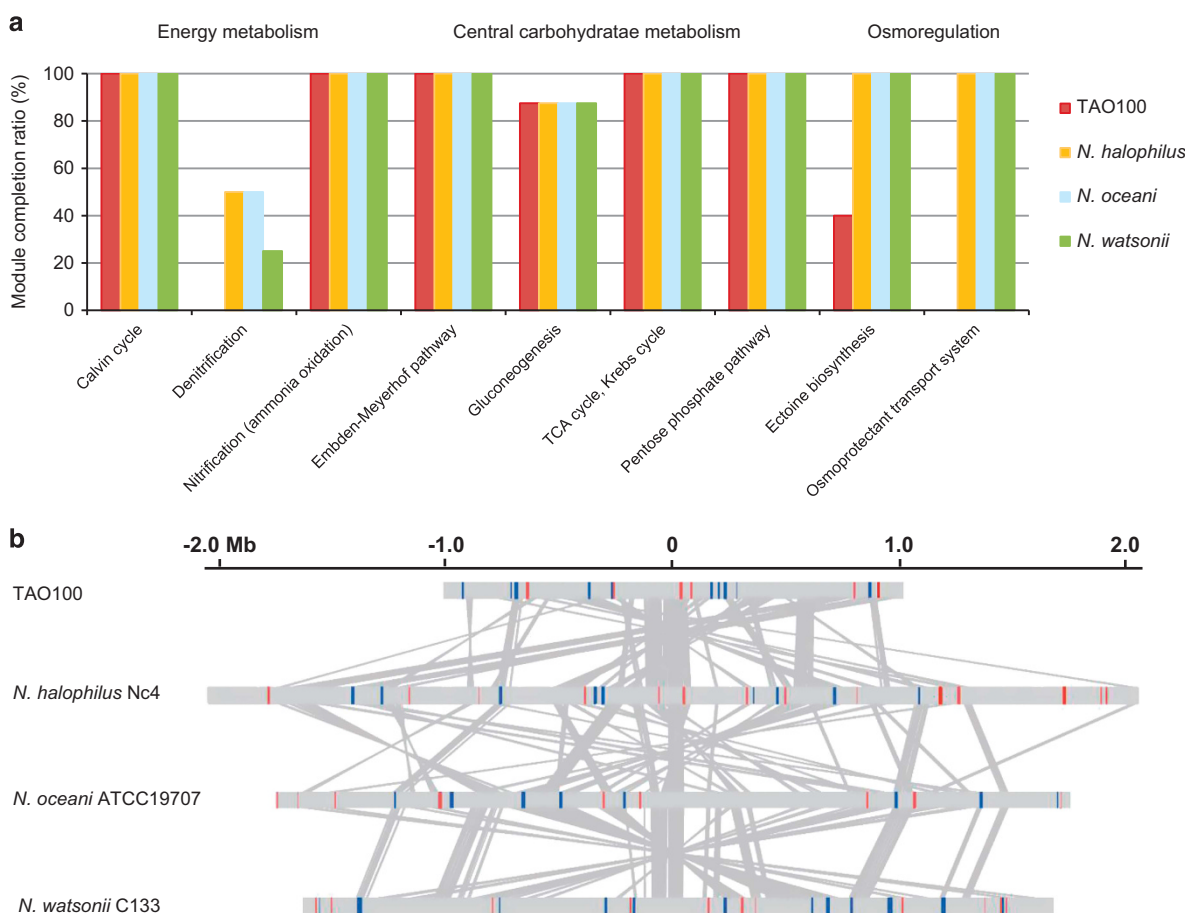 a
Energy metabolism
Central carbohydratae metabolism
Osmoregulation
Module completion ratio (%)
100
80
60
40
20
0
Calvin cycle
Denitrification
Nitrification (ammonia oxidation)
Embden-Meyerhof pathway
Gluconeogenesis
TCA cycle, Krebs cycle
Pentose phosphate pathway
Ectoine biosynthesis
Osmoprotectant transport system
TAO100
N. halophilus
N. oceani
N. watsonii
b
-2.0 Mb
-1.0
0
1.0
2.0
TAO100
N. halophilus Nc4
N. oceani ATCC19707
N. watsonii C133